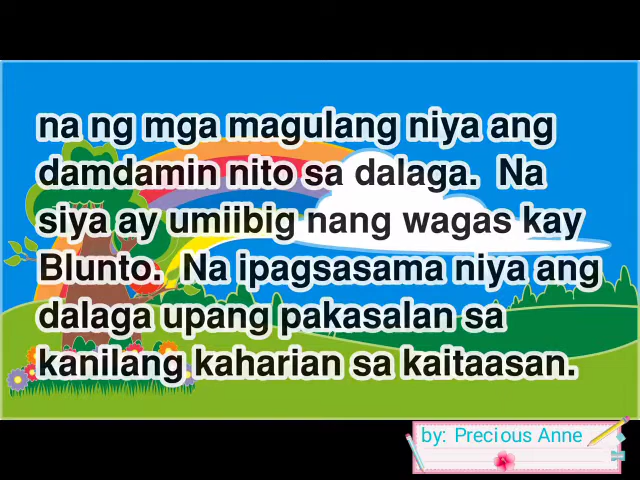 na ng mga magulang niya ang
damdamin nito sa dalaga.  Na
siya ay umiibig nang wagas kay
Blunto.  Na ipagsasama niya ang
dalaga upang pakasalan sa
kanilang kaharian sa kaitaasan.
by: Precious Anne